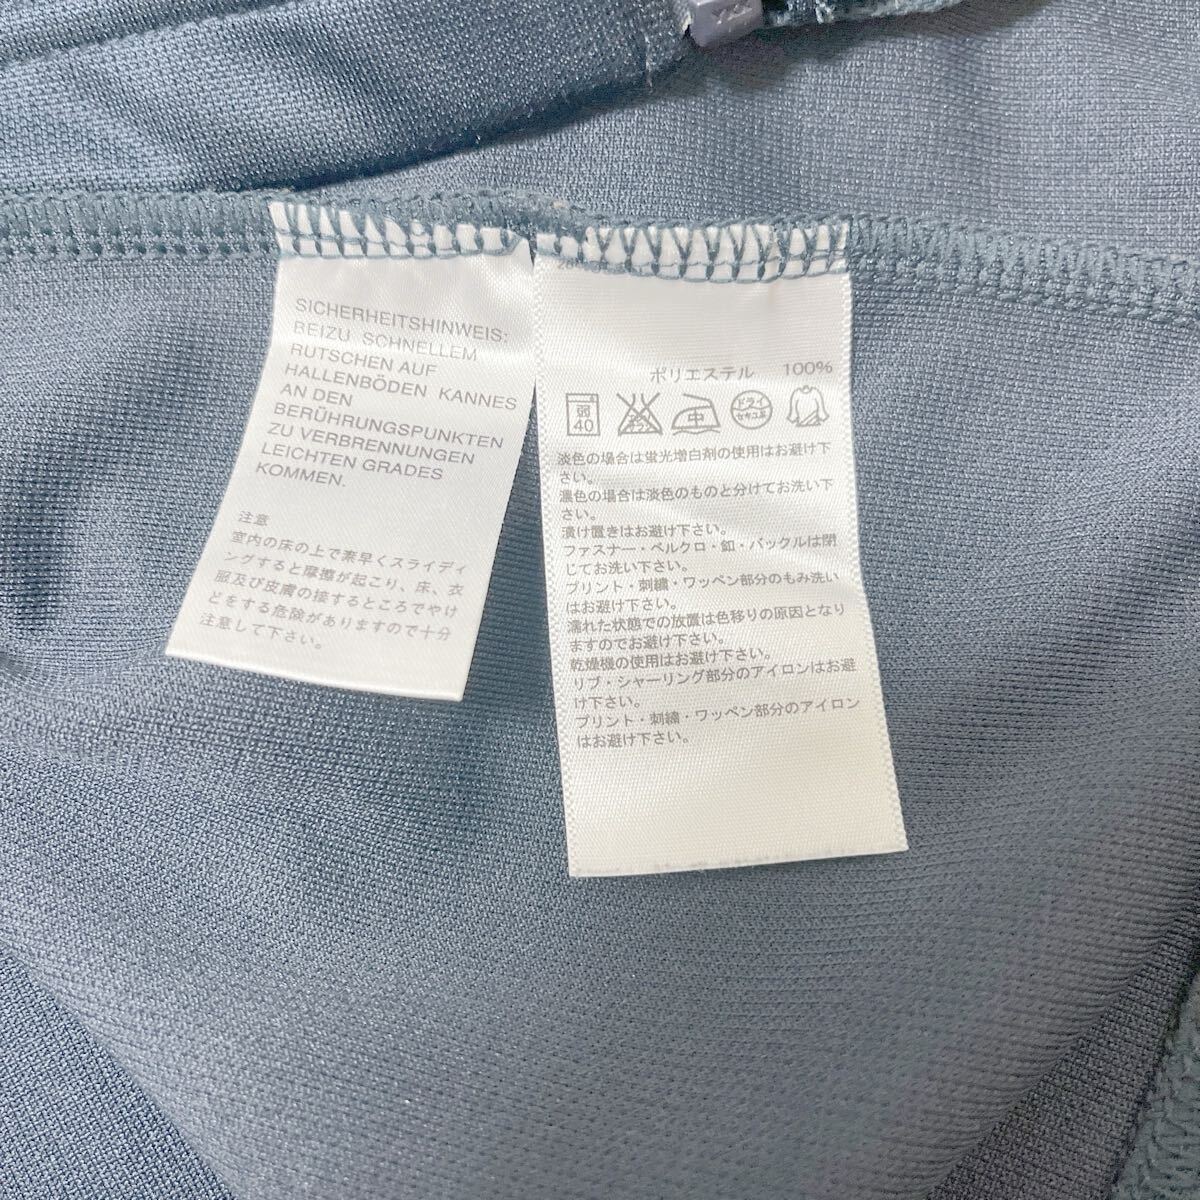 SICHERHEITSHINWEIS:
BEIZU SCHNELLEM
RUTSCHEN AUF
HALLENBÖDEN KANNES
AN DEN
BERÜHRUNGSPUNKTEN
ZU VERBRENNUNGEN
LEICHTEN GRADES
KOMMEN.
注意
室内の床の上で素早くスライディ
ングすると摩擦が起こり、床、衣
服及び皮膚の接するところでやけ
どをする危険がありますので十分
注意して下さい。
ポリエステル 100%
弱 中 ドライ
40 セキユ系
淡色の場合は蛍光増白剤の使用はお避け下
さい。
濃色の場合は淡色のものと分けてお洗い下
さい。
漬け置きはお避け下さい。
ファスナー・ベルクロ・釦・バックルは閉
じてお洗い下さい。
プリント・刺繍・ワッペン部分のもみ洗い
はお避け下さい。
濡れた状態での放置は色移りの原因となり
ますのでお避け下さい。
乾燥機の使用はお避け下さい。
リブ・シャーリング部分のアイロンはお避
け下さい。
プリント・刺繍・ワッペン部分のアイロン
はお避け下さい。